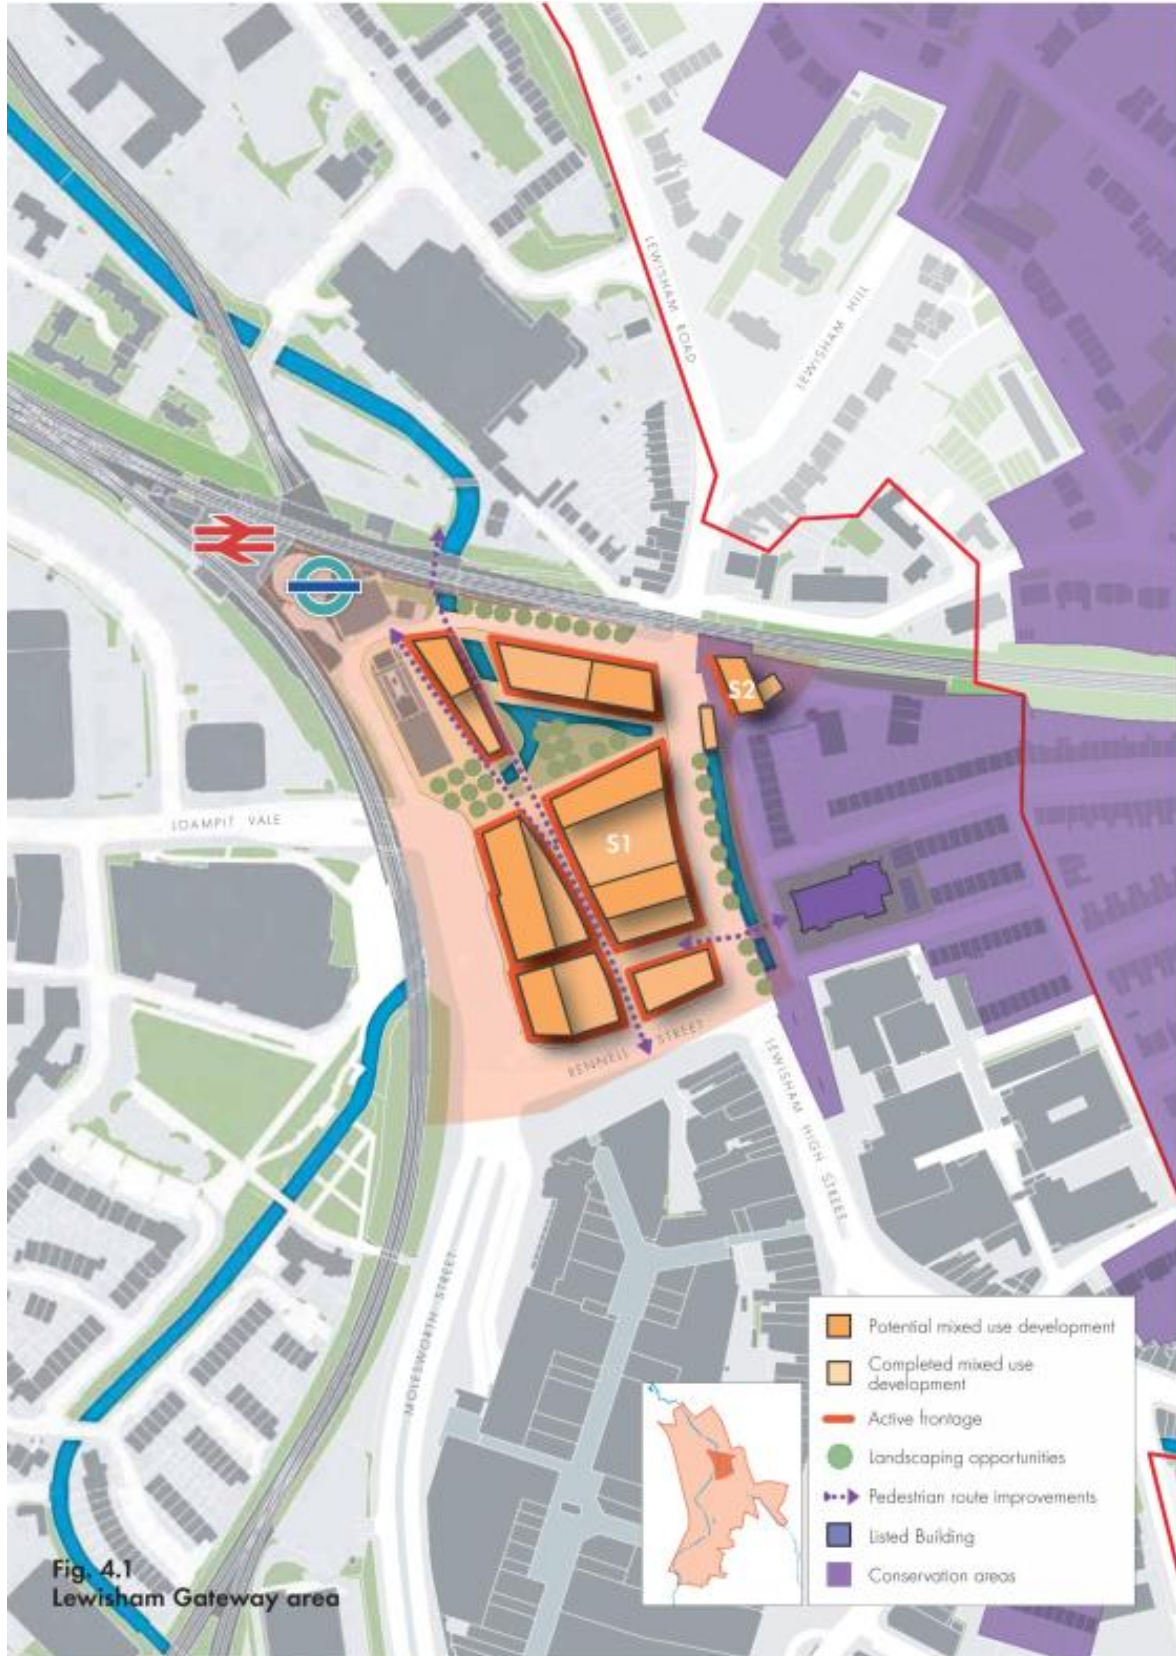 LEWISHAM ROAD
LEWISHAM HILL
S2
LOAMPIT VALE
S1
RENNELL STREET
LEWISHAM HIGH STREET
MOLESWORTH STREET
Potential mixed use development
Completed mixed use
development
Active frontage
Landscaping opportunities
Pedestrian route improvements
Listed Building
Conservation areas
Fig. 4.1
Lewisham Gateway area